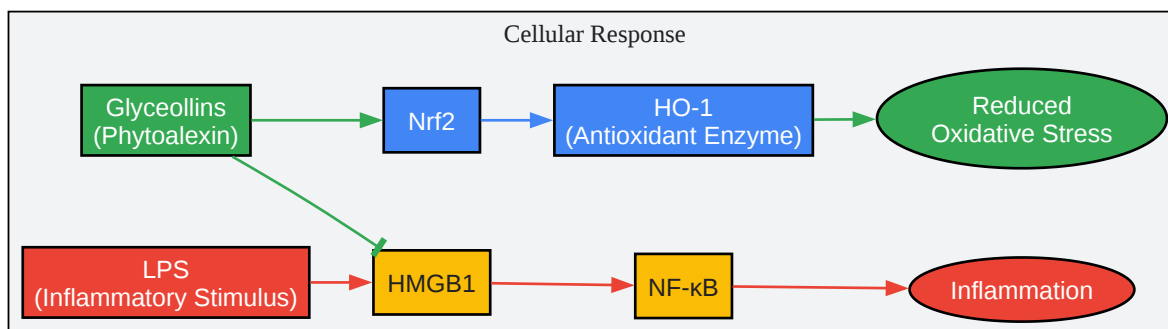 Cellular Response
Glyceollins
(Phytoalexin)
Nrf2
HO-1
(Antioxidant Enzyme)
Reduced
Oxidative Stress
LPS
(Inflammatory Stimulus)
HMGB1
NF-κB
Inflammation